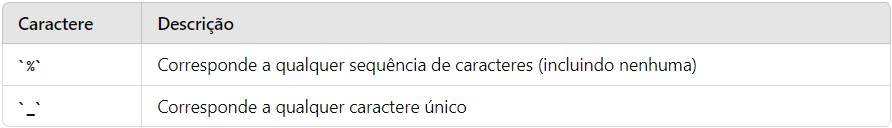 Caractere Descrição
`%` Corresponde a qualquer sequência de caracteres (incluindo nenhuma)
`_` Corresponde a qualquer caractere único